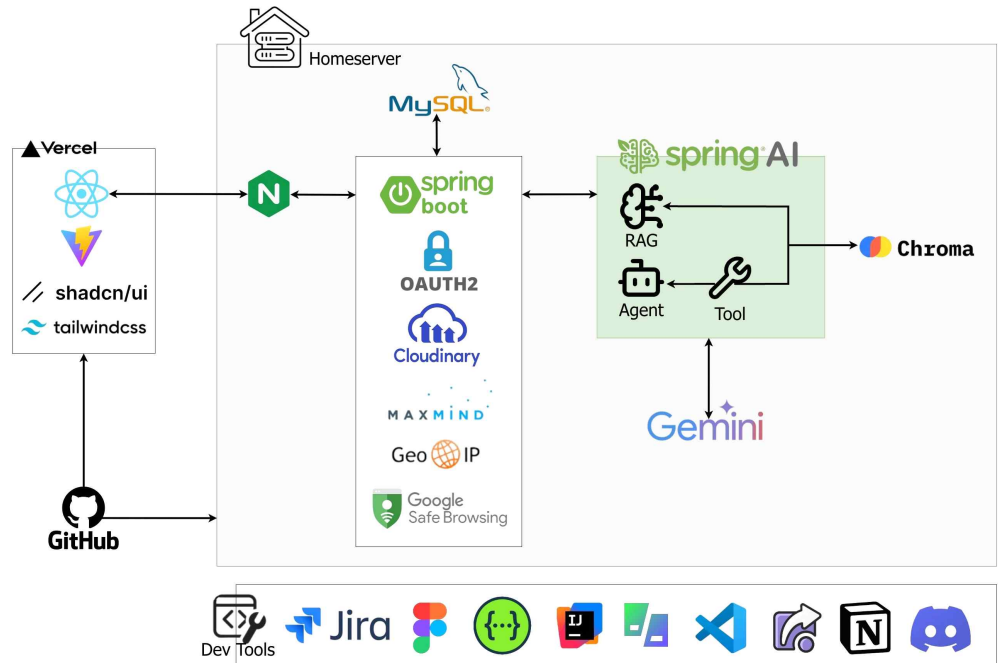 Homeserver
MySQL
Vercel
spring AI
N
spring
boot
RAG
Chroma
shadcn/ui
OAUTH2
Agent
Tool
tailwindcss
Cloudinary
MAXMIND
Gemini
Geo IP
Google
Safe Browsing
GitHub
Dev Tools
Jira
{···}
IJ
N